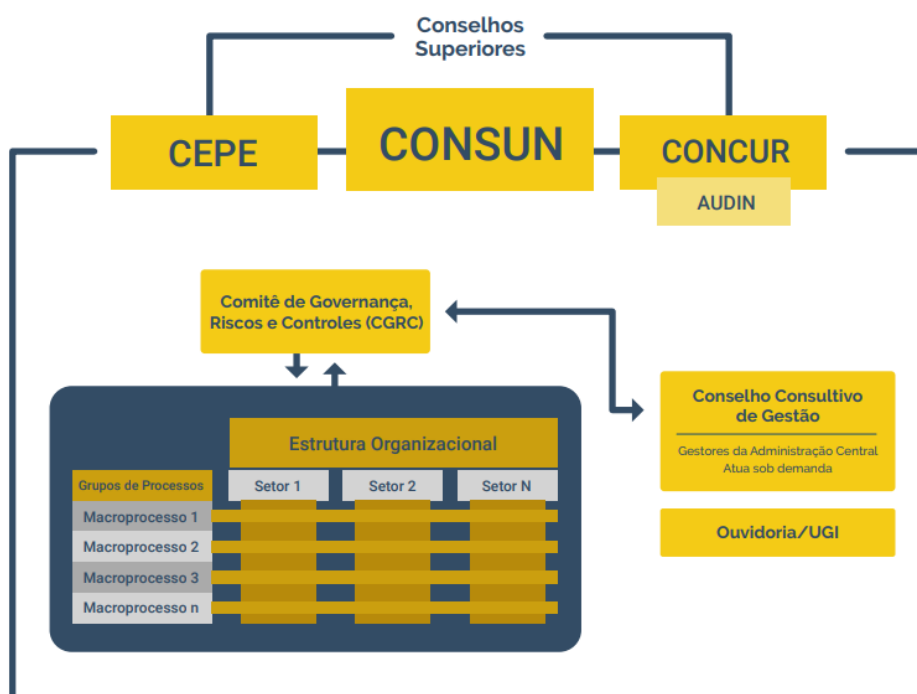 Conselhos
Superiores
CEPE
CONSUN
CONCUR
AUDIN
Comitê de Governança,
Riscos e Controles (CGRC)
Conselho Consultivo
de Gestão
Gestores da Administração Central
Atua sob demanda
Ouvidoria/UGI
Estrutura Organizacional
Grupos de Processos
Setor 1
Setor 2
Setor N
Macroprocesso 1
Macroprocesso 2
Macroprocesso 3
Macroprocesso n